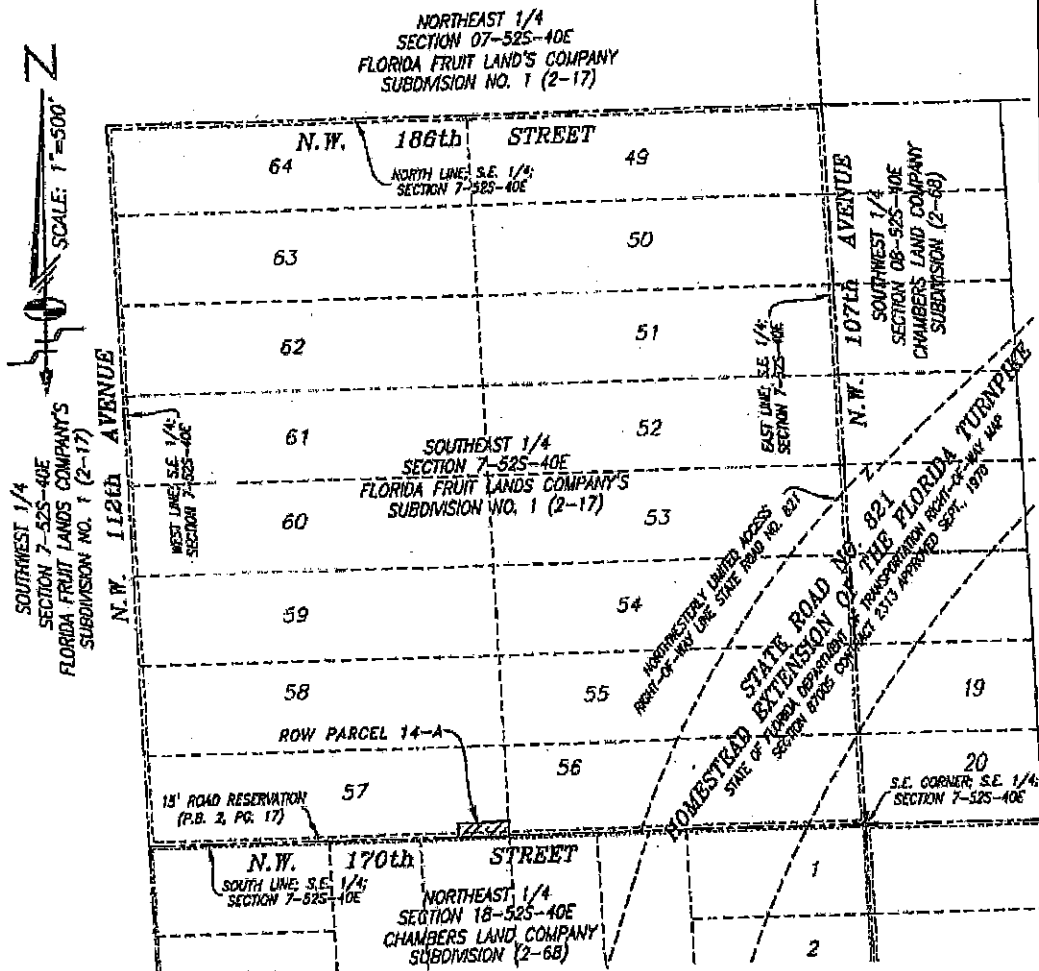 NORTHEAST 1/4
SECTION 07-52S-40E
FLORIDA FRUIT LAND'S COMPANY
SUBDIVISION NO. 1 (2-17)
Z
SCALE: 1"=500'
N.W. 186th STREET
NORTH LINE; S.E. 1/4;
SECTION 7-52S-40E
64
49
63
50
62
51
61
52
60
53
59
54
58
55
57
56
N.W. 107th AVENUE
SOUTHWEST 1/4
SECTION 08-52S-40E
CHAMBERS LAND COMPANY
SUBDIVISION (2-68)
EAST LINE; S.E. 1/4;
SECTION 7-52S-40E
N.W. 112th AVENUE
WEST LINE; S.E. 1/4;
SECTION 7-52S-40E
SOUTHWEST 1/4
SECTION 7-52S-40E
FLORIDA FRUIT LANDS COMPANY'S
SUBDIVISION NO. 1 (2-17)
SOUTHEAST 1/4
SECTION 7-52S-40E
FLORIDA FRUIT LANDS COMPANY'S
SUBDIVISION NO. 1 (2-17)
NORTHWESTERLY LIMITED ACCESS
RIGHT-OF-WAY LINE STATE ROAD NO. 821
STATE ROAD NO. 821
HOMESTEAD EXTENSION OF THE FLORIDA TURNPIKE
STATE OF FLORIDA DEPARTMENT OF TRANSPORTATION RIGHT-OF-WAY MAP
SECTION 87005 CONTRACT 2313 APPROVED SEPT., 1970
19
20
ROW PARCEL 14-A
15' ROAD RESERVATION
(P.B. 2, PG. 17)
S.E. CORNER; S.E. 1/4;
SECTION 7-52S-40E
N.W. 170th STREET
SOUTH LINE; S.E. 1/4;
SECTION 7-52S-40E
NORTHEAST 1/4
SECTION 18-52S-40E
CHAMBERS LAND COMPANY
SUBDIVISION (2-68)
1
2